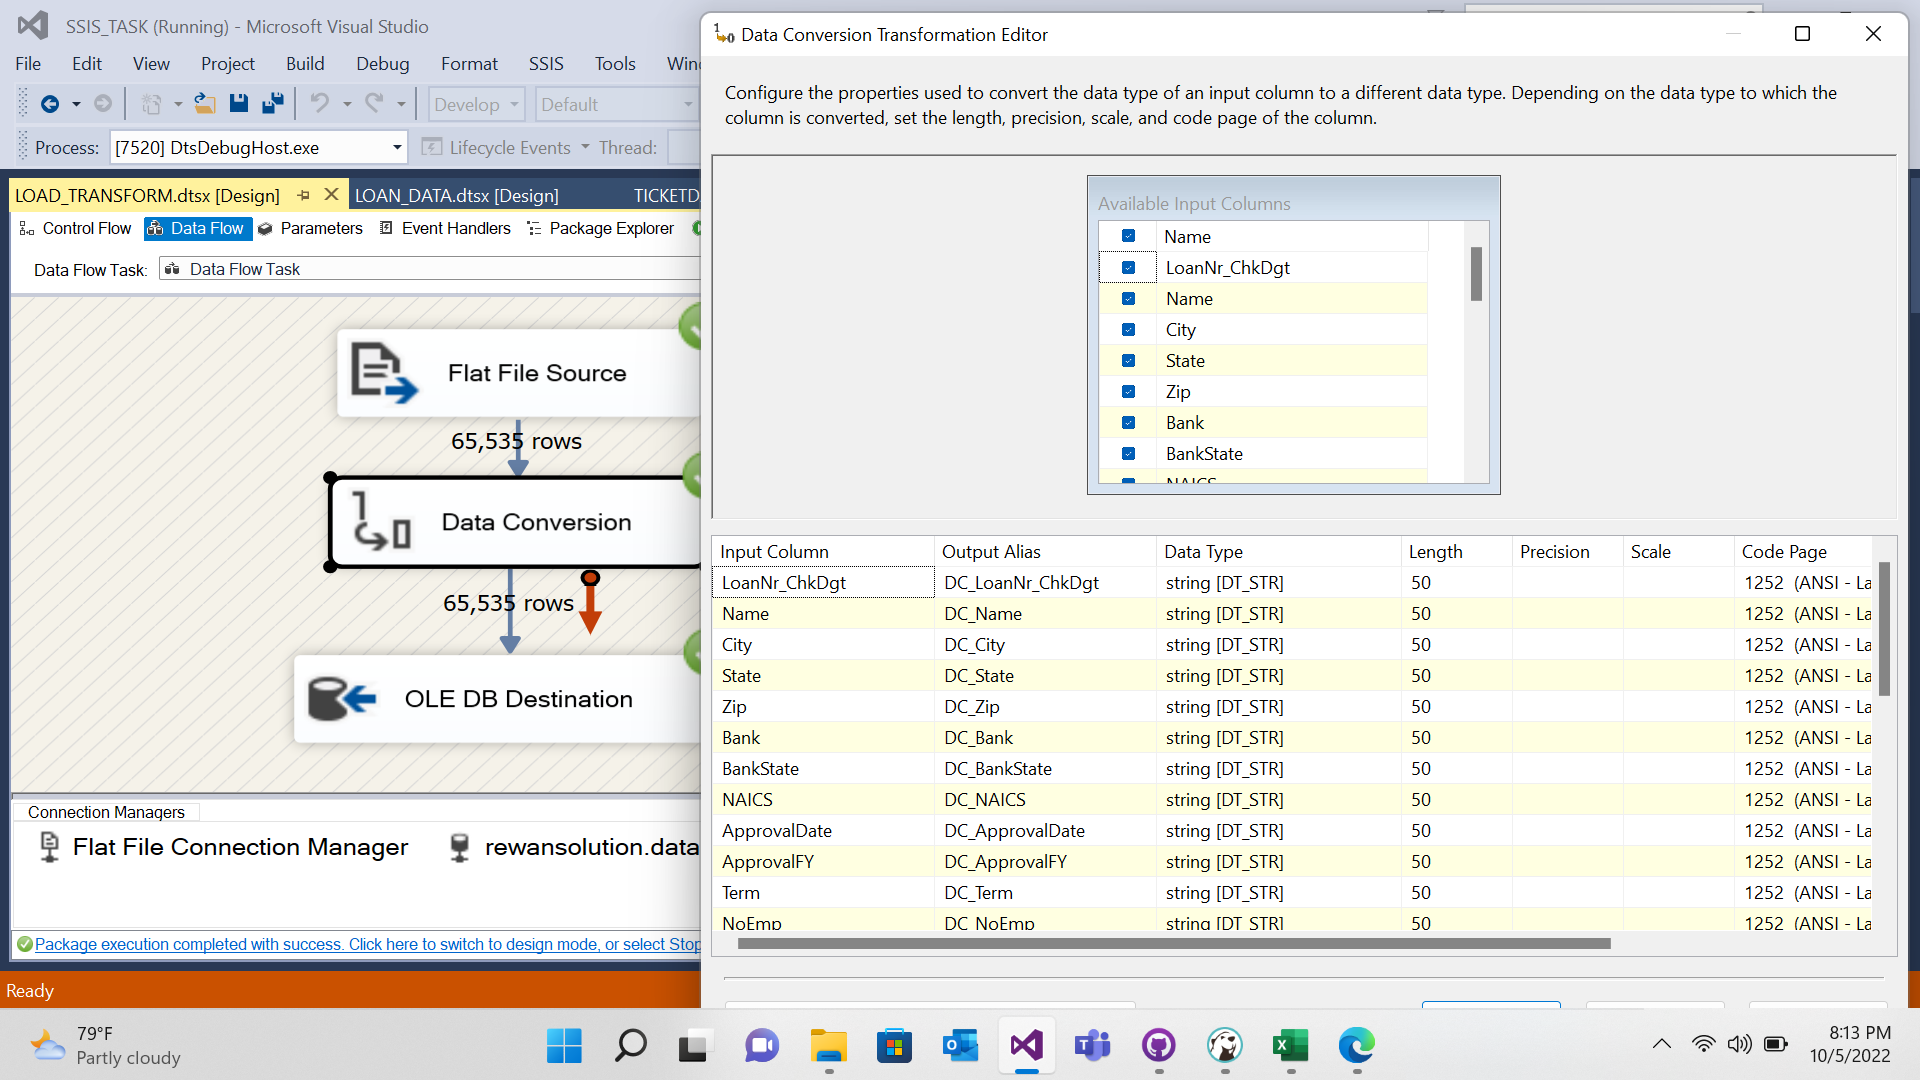 SSIS_TASK (Running) - Microsoft Visual Studio
File Edit View Project Build Debug Format SSIS Tools
Develop Default
Process: [7520] DtsDebugHost.exe Lifecycle Events Thread:
LOAD_TRANSFORM.dtsx [Design] LOAN_DATA.dtsx [Design] TICKETD
Control Flow Data Flow Parameters Event Handlers Package Explorer
Data Flow Task: Data Flow Task
Flat File Source
65,535 rows
Data Conversion
65,535 rows
OLE DB Destination
Connection Managers
Flat File Connection Manager rewansolution.data
Package execution completed with success. Click here to switch to design mode, or select Stop
Ready
Data Conversion Transformation Editor
Configure the properties used to convert the data type of an input column to a different data type. Depending on the data type to which the
column is converted, set the length, precision, scale, and code page of the column.
Available Input Columns
Name
LoanNr_ChkDgt
Name
City
State
Zip
Bank
BankState
NAICS
Input Column Output Alias Data Type Length Precision Scale Code Page
LoanNr_ChkDgt DC_LoanNr_ChkDgt string [DT_STR] 50 1252 (ANSI - La
Name DC_Name string [DT_STR] 50 1252 (ANSI - La
City DC_City string [DT_STR] 50 1252 (ANSI - La
State DC_State string [DT_STR] 50 1252 (ANSI - La
Zip DC_Zip string [DT_STR] 50 1252 (ANSI - La
Bank DC_Bank string [DT_STR] 50 1252 (ANSI - La
BankState DC_BankState string [DT_STR] 50 1252 (ANSI - La
NAICS DC_NAICS string [DT_STR] 50 1252 (ANSI - La
ApprovalDate DC_ApprovalDate string [DT_STR] 50 1252 (ANSI - La
ApprovalFY DC_ApprovalFY string [DT_STR] 50 1252 (ANSI - La
Term DC_Term string [DT_STR] 50 1252 (ANSI - La
NoEmp DC_NoEmp string [DT_STR] 50 1252 (ANSI - La
79°F
Partly cloudy
8:13 PM
10/5/2022